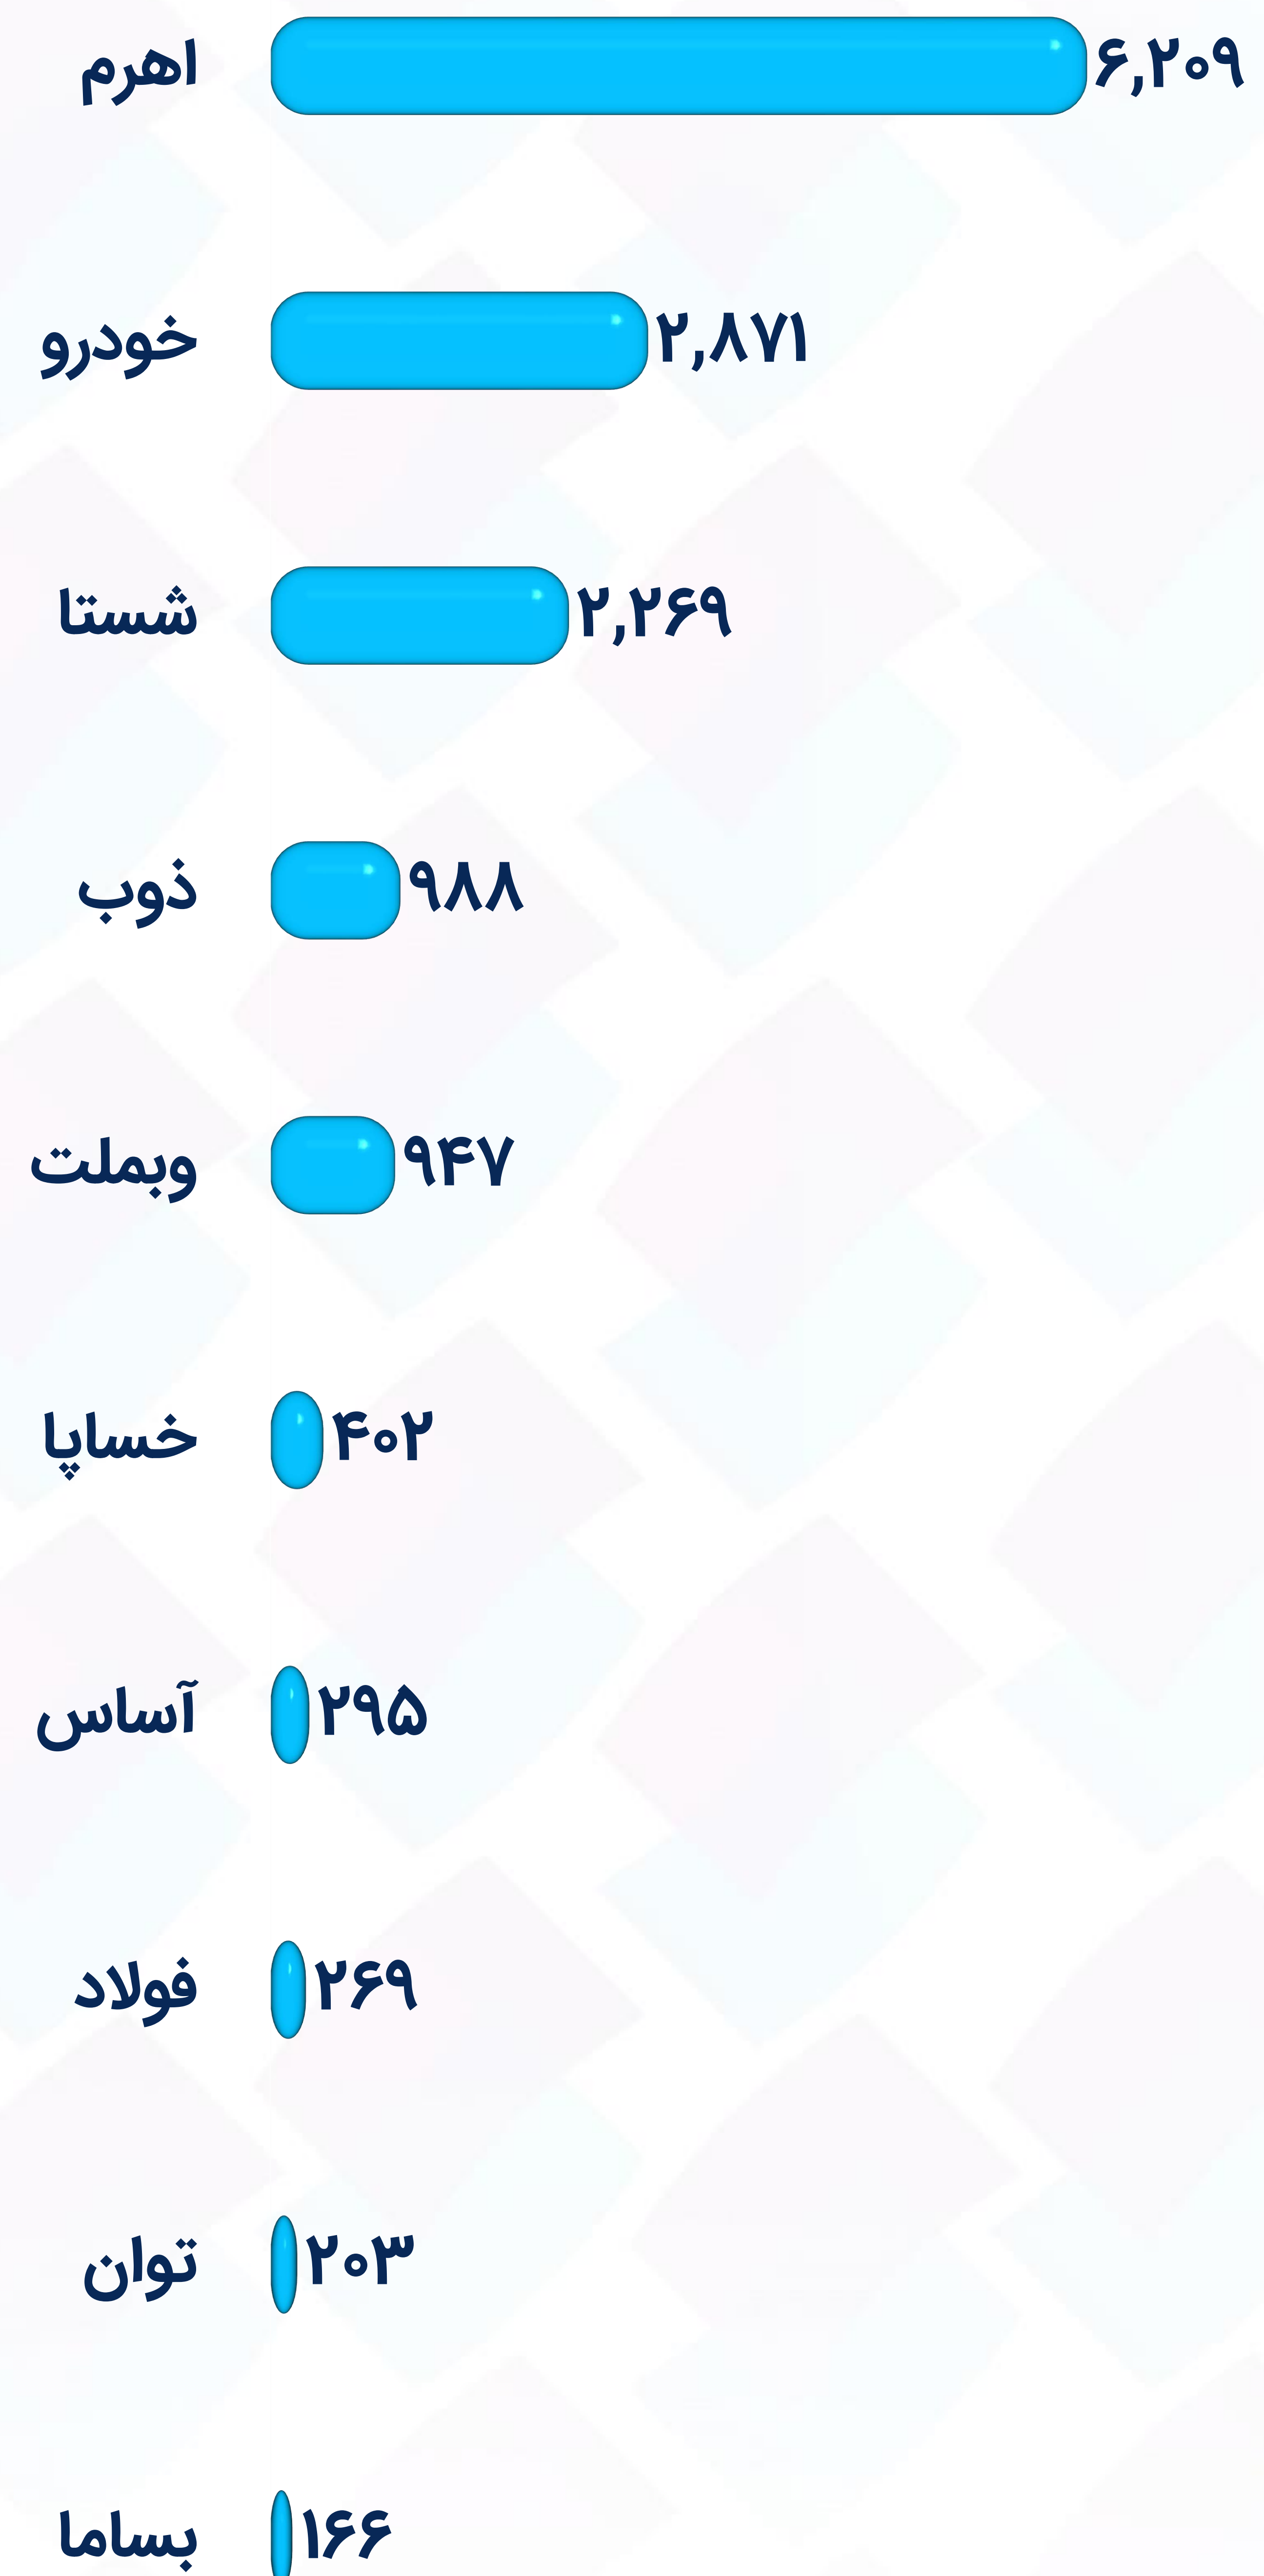 اهرم ۶,۲۰۹
خودرو ۲,۸۷۱
شستا ۲,۲۶۹
ذوب ۹۸۸
وبملت ۹۴۷
خساپا ۴۰۲
آساس ۲۹۵
فولاد ۲۶۹
توان ۲۰۳
بساما ۱۶۶